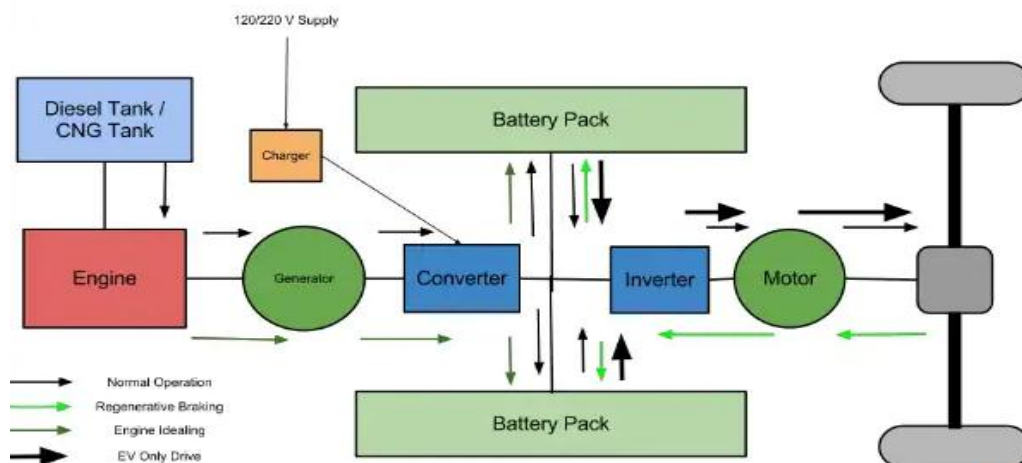 120/220 V Supply
Diesel Tank /
CNG Tank
Battery Pack
Charger
Engine
Generator
Converter
Inverter
Motor
Normal Operation
Regenerative Braking
Engine Idealing
EV Only Drive
Battery Pack